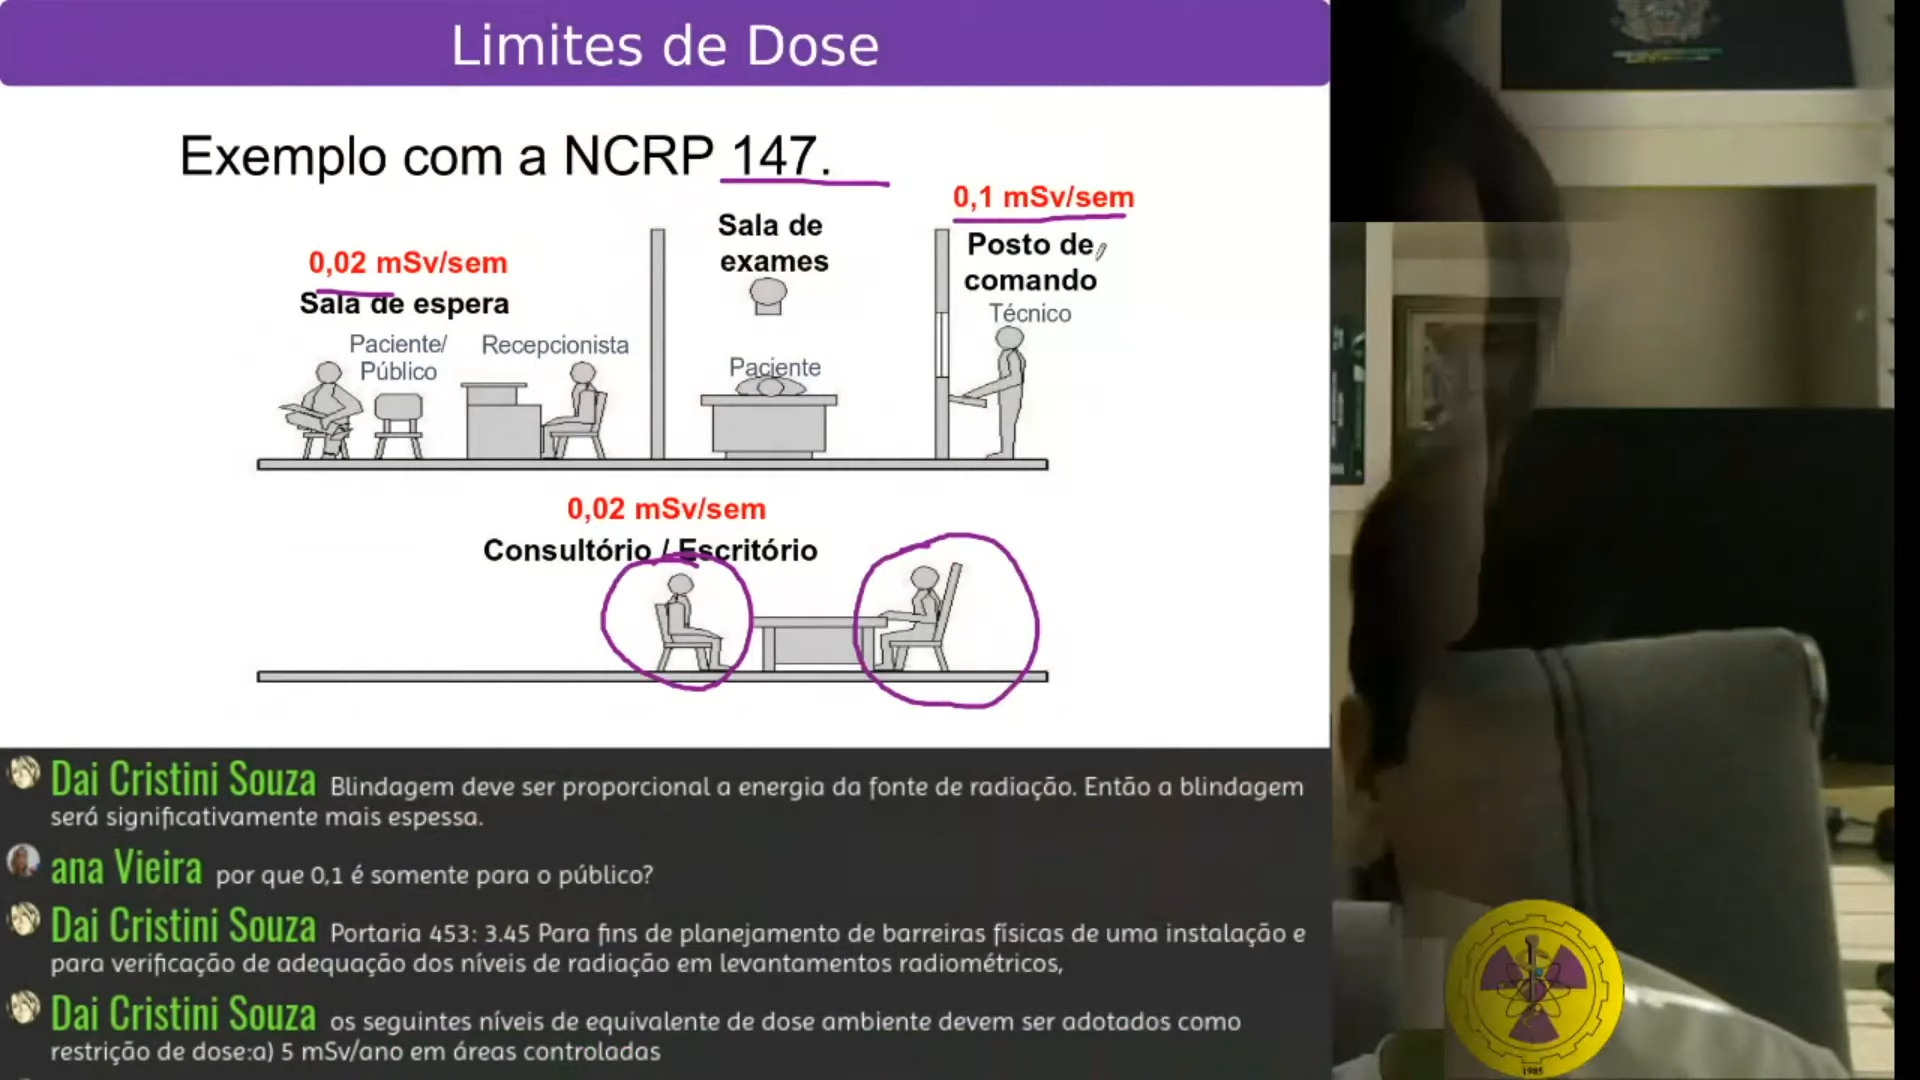 Limites de Dose
Exemplo com a NCRP 147.
0,1 mSv/sem
Sala de
exames
Posto de
comando
Técnico
0,02 mSv/sem
Sala de espera
Paciente/
Público
Recepcionista
Paciente
0,02 mSv/sem
Consultório / Escritório
Dai Cristini Souza Blindagem deve ser proporcional a energia da fonte de radiação. Então a blindagem
será significativamente mais espessa.
ana Vieira por que 0,1 é somente para o público?
Dai Cristini Souza Portaria 453: 3.45 Para fins de planejamento de barreiras físicas de uma instalação e
para verificação de adequação dos níveis de radiação em levantamentos radiométricos,
Dai Cristini Souza os seguintes níveis de equivalente de dose ambiente devem ser adotados como
restrição de dose:a) 5 mSv/ano em áreas controladas
1985